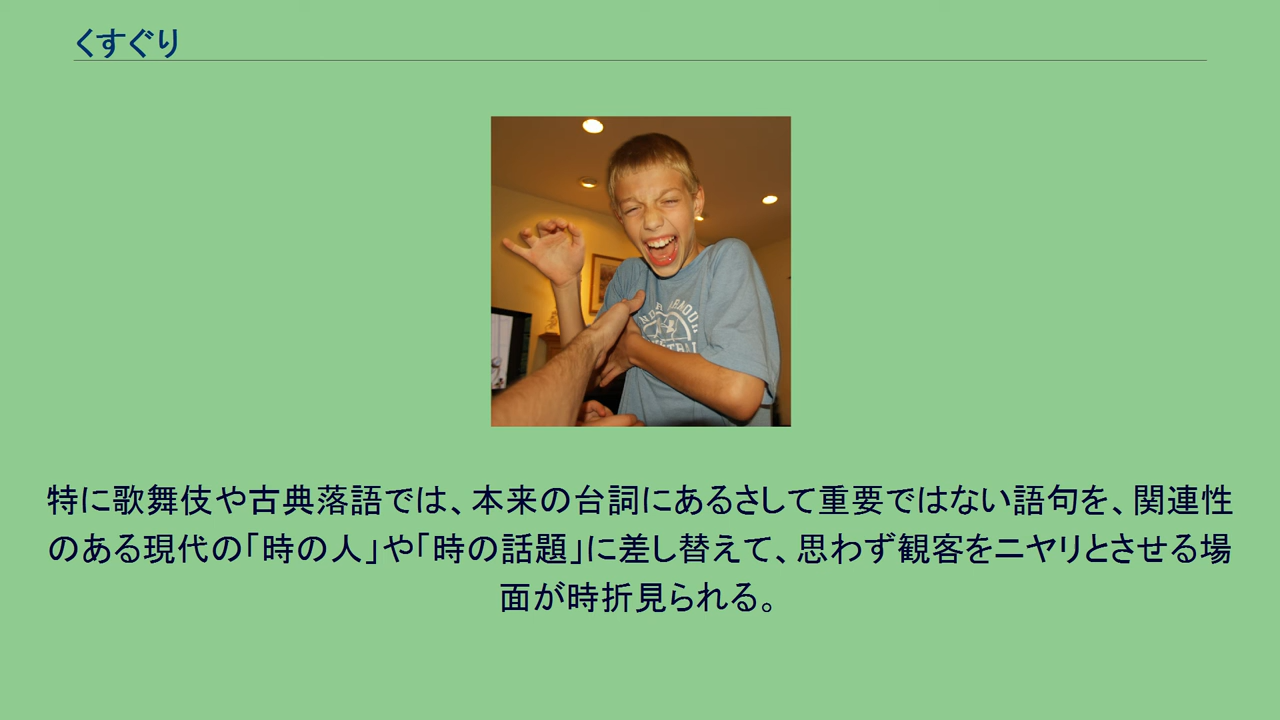 くすぐり
特に歌舞伎や古典落語では、本来の台詞にあるさして重要ではない語句を、関連性
のある現代の「時の人」や「時の話題」に差し替えて、思わず観客をニヤリとさせる場
面が時折見られる。